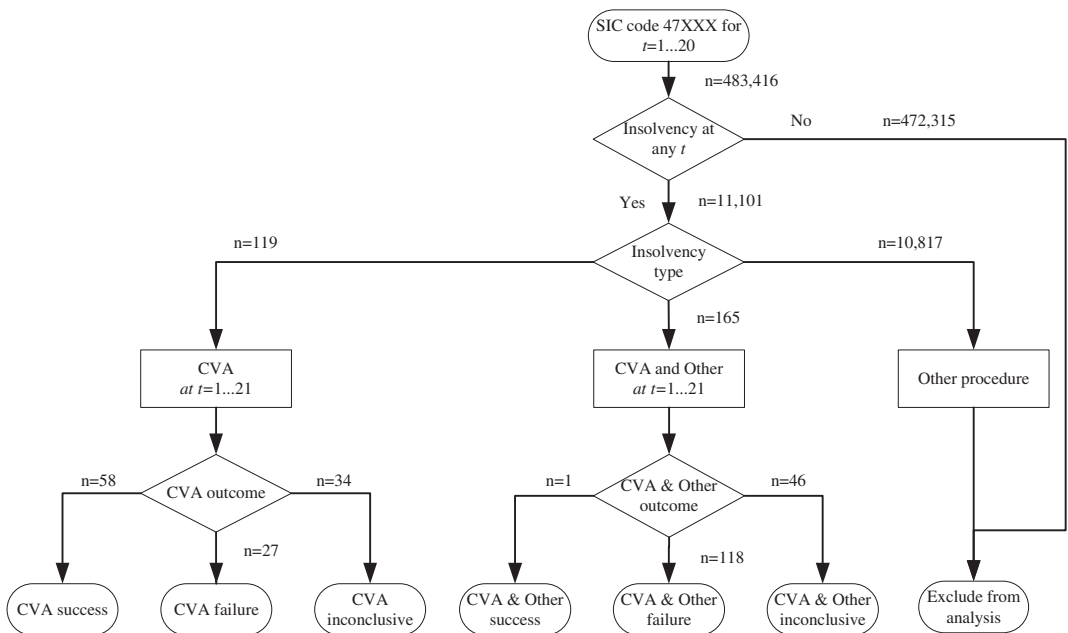 SIC code 47XXX for
t=1...20
n=483,416
Insolvency at
any t
No
n=472,315
Yes
n=11,101
n=119
Insolvency
type
n=10,817
n=165
CVA
at t=1...21
CVA and Other
at t=1...21
Other procedure
n=58
CVA outcome
n=34
n=27
n=1
CVA & Other
outcome
n=46
n=118
CVA success
CVA failure
CVA
inconclusive
CVA & Other
success
CVA & Other
failure
CVA & Other
inconclusive
Exclude from
analysis